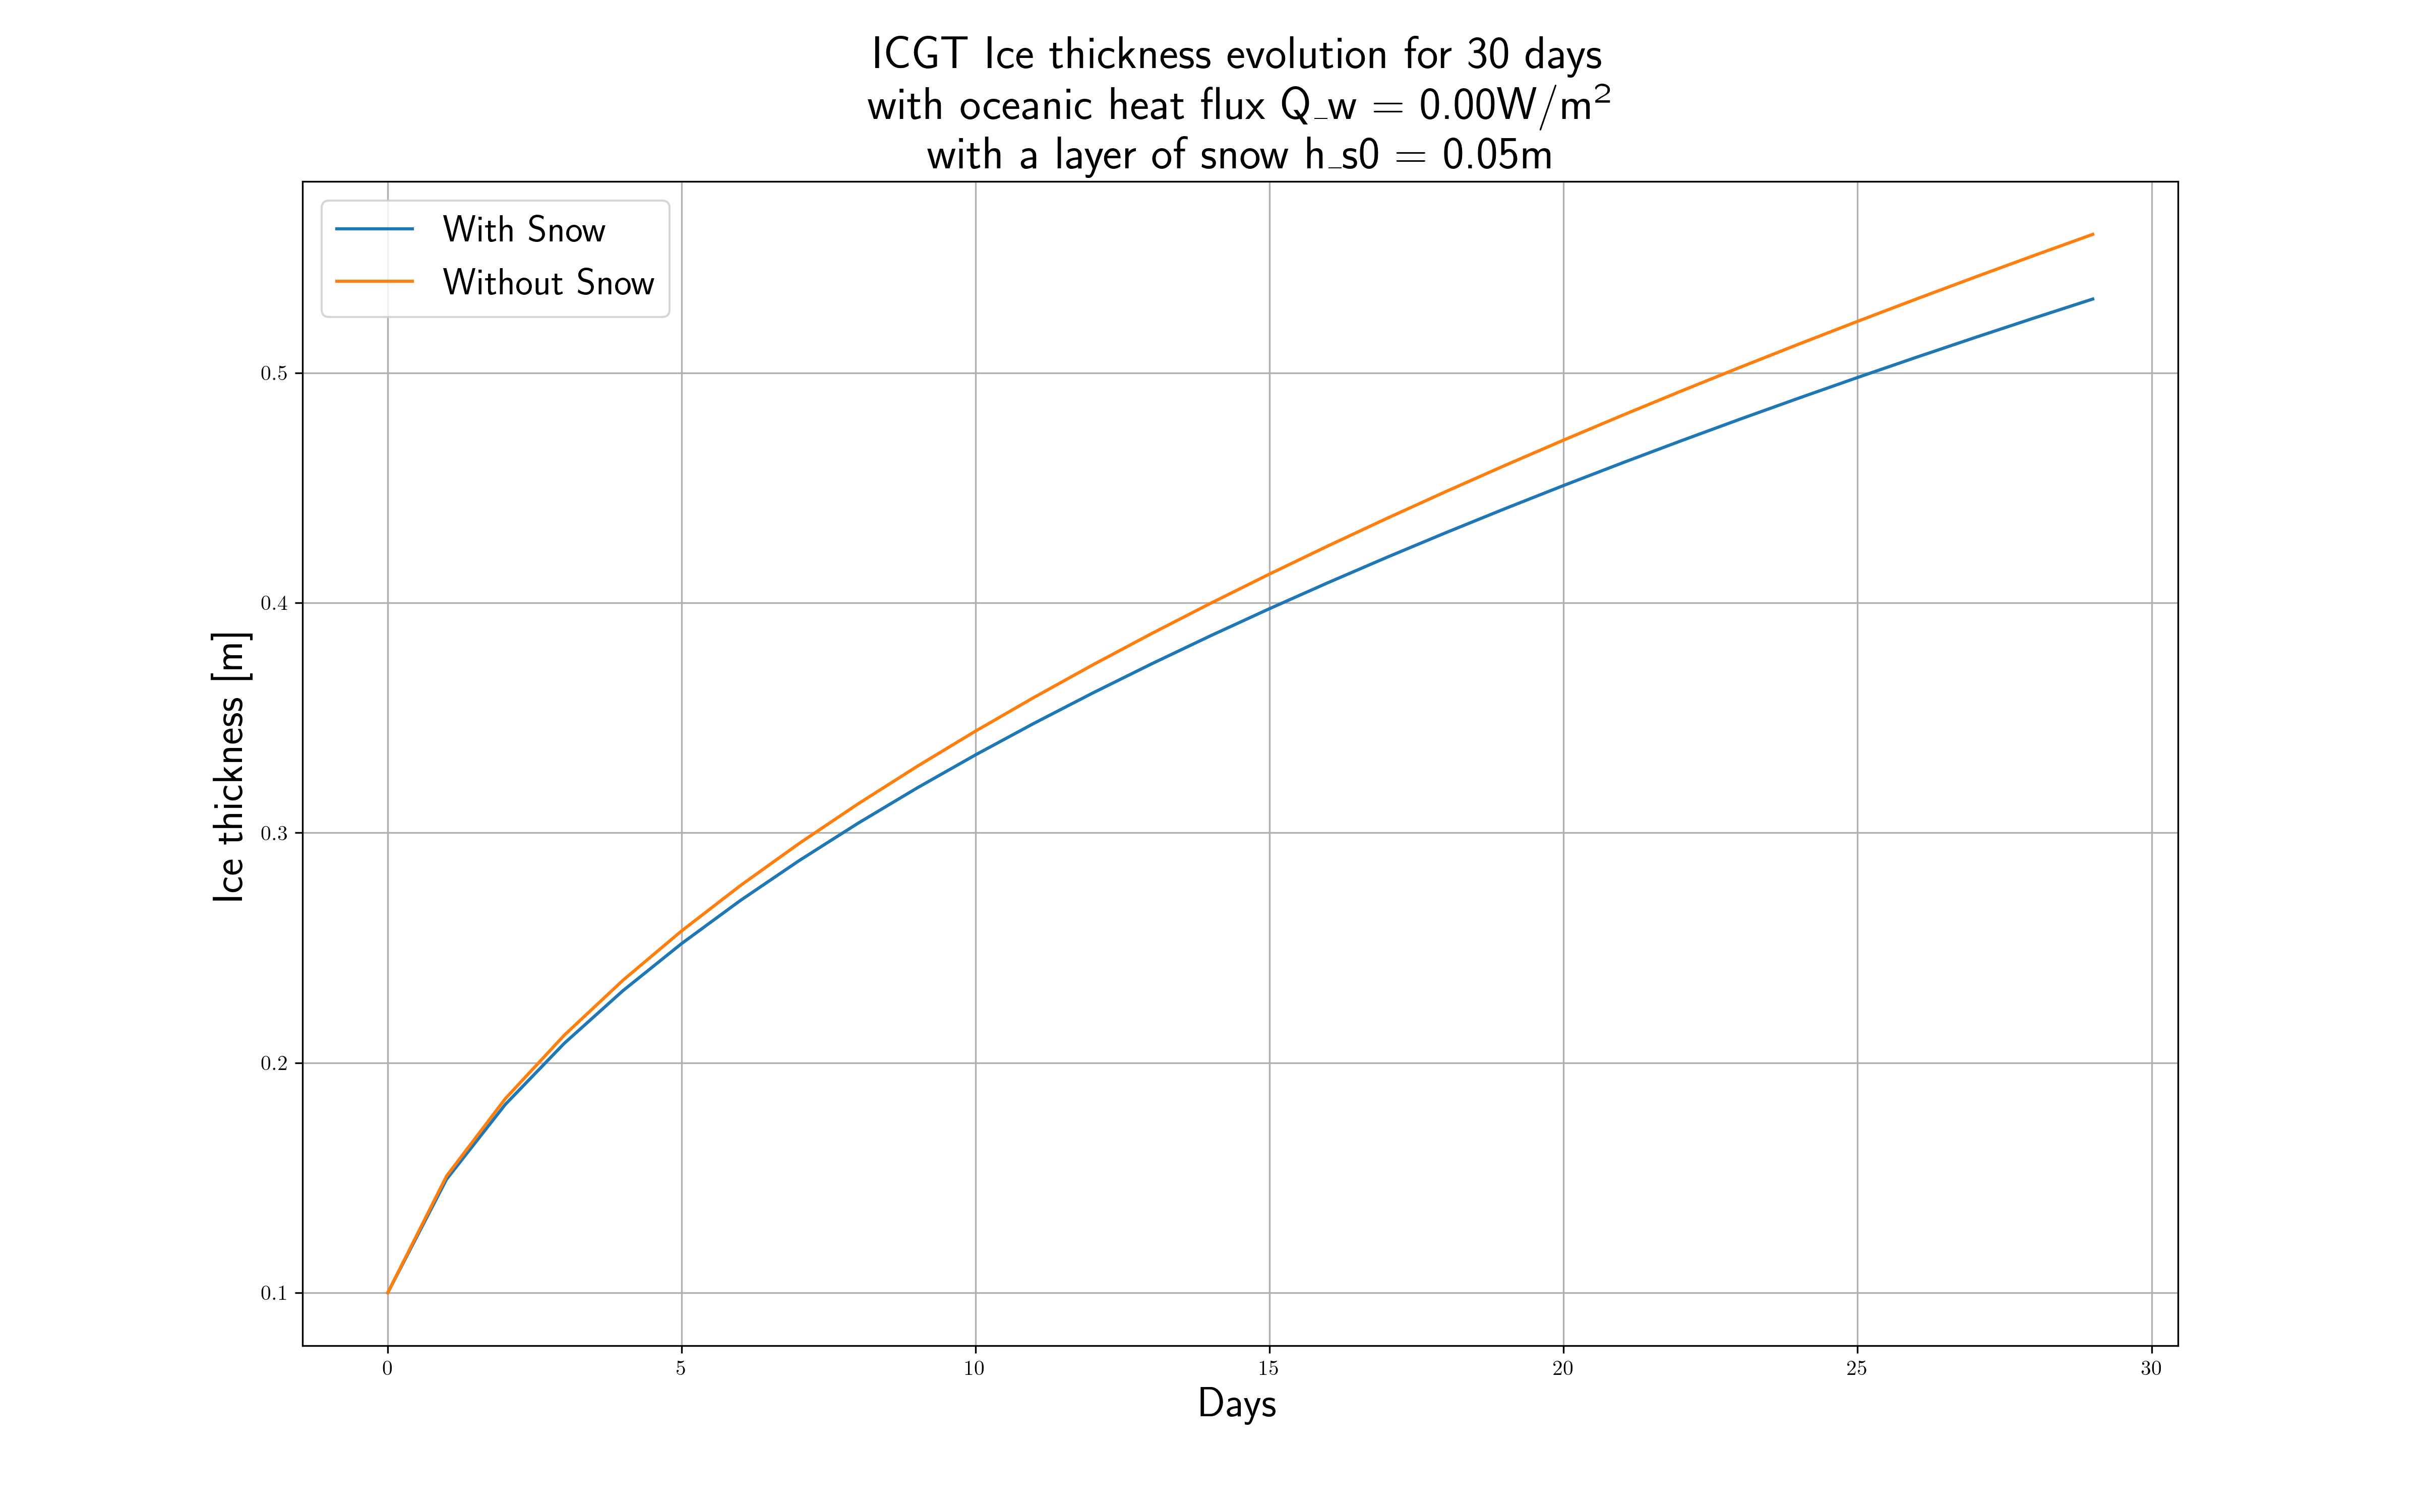 ICGT Ice thickness evolution for 30 days
with oceanic heat flux Q_w = 0.00W/m²
with a layer of snow h_s0 = 0.05m
With Snow
Without Snow
Ice thickness [m]
0.5
0.4
0.3
0.2
0.1
0 5 10 15 20 25 30
Days